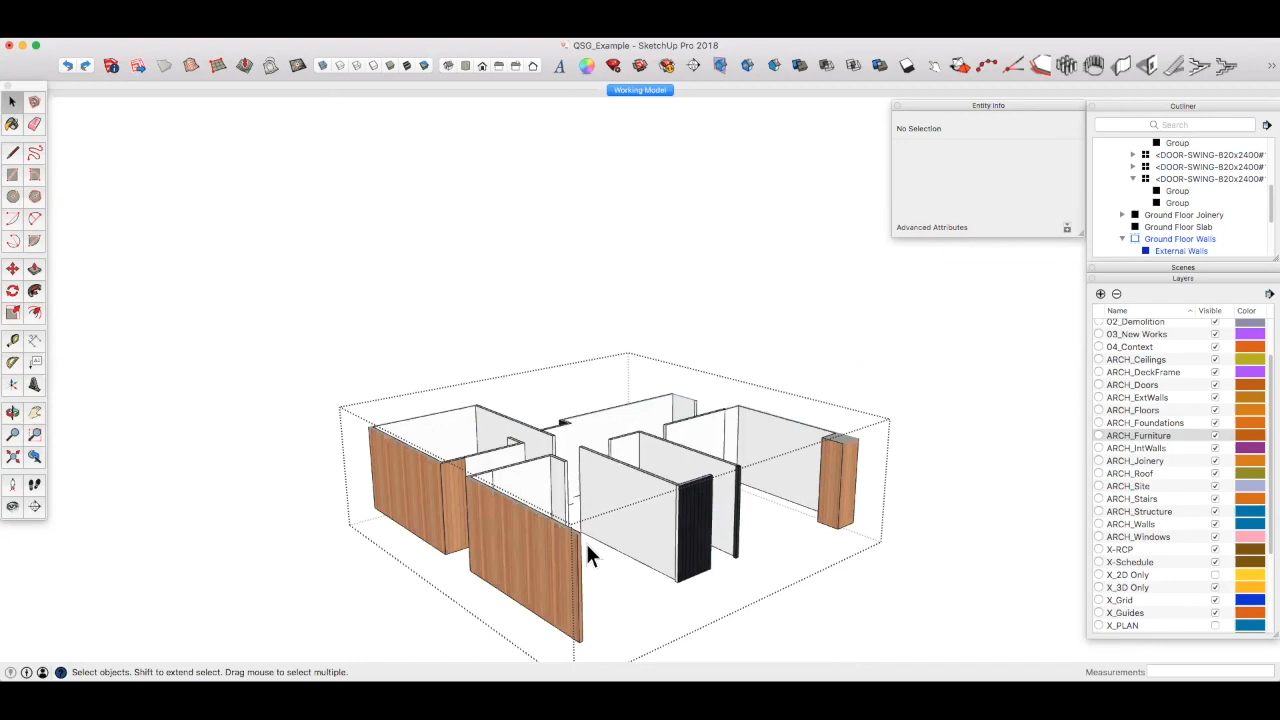 QSG_Example - SketchUp Pro 2018
Working Model
Entity Info
No Selection
Advanced Attributes
Outliner
Search
Group
<DOOR-SWING-820x2400#
<DOOR-SWING-820x2400#
<DOOR-SWING-820x2400#
Group
Group
Ground Floor Joinery
Ground Floor Slab
Ground Floor Walls
External Walls
Scenes
Layers
Name Visible Color
02_Demolition
03_New Works
04_Context
ARCH_Ceilings
ARCH_DeckFrame
ARCH_Doors
ARCH_ExtWalls
ARCH_Floors
ARCH_Foundations
ARCH_Furniture
ARCH_IntWalls
ARCH_Joinery
ARCH_Roof
ARCH_Site
ARCH_Stairs
ARCH_Structure
ARCH_Walls
ARCH_Windows
X-RCP
X-Schedule
X_2D Only
X_3D Only
X_Grid
X_Guides
X_PLAN
Select objects. Shift to extend select. Drag mouse to select multiple.
Measurements